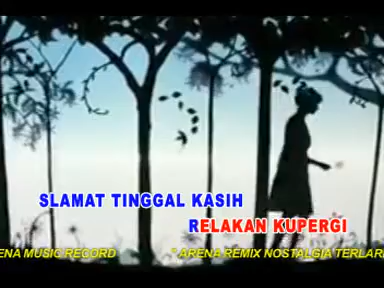 SLAMAT TINGGAL KASIH
RELAKAN KUPERGI
ENA MUSIC RECORD " ARENA REMIX NOSTALGIA TERLAR